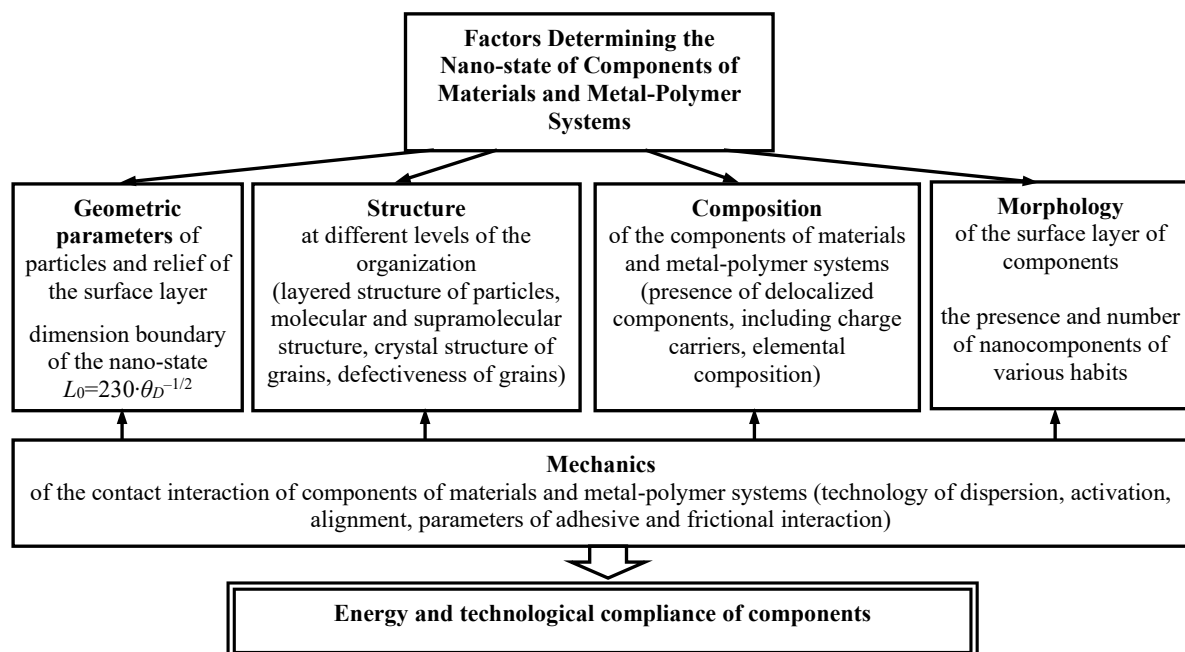 Factors Determining the
Nano-state of Components of
Materials and Metal-Polymer
Systems
Geometric
parameters of
particles and relief of
the surface layer
dimension boundary
of the nano-state
L₀=230·θ_D⁻¹/²
Structure
at different levels of the
organization
(layered structure of particles,
molecular and supramolecular
structure, crystal structure of
grains, defectiveness of grains)
Composition
of the components of materials
and metal-polymer systems
(presence of delocalized
components, including charge
carriers, elemental
composition)
Morphology
of the surface layer of
components
the presence and number
of nanocomponents of
various habits
Mechanics
of the contact interaction of components of materials and metal-polymer systems (technology of dispersion, activation,
alignment, parameters of adhesive and frictional interaction)
Energy and technological compliance of components